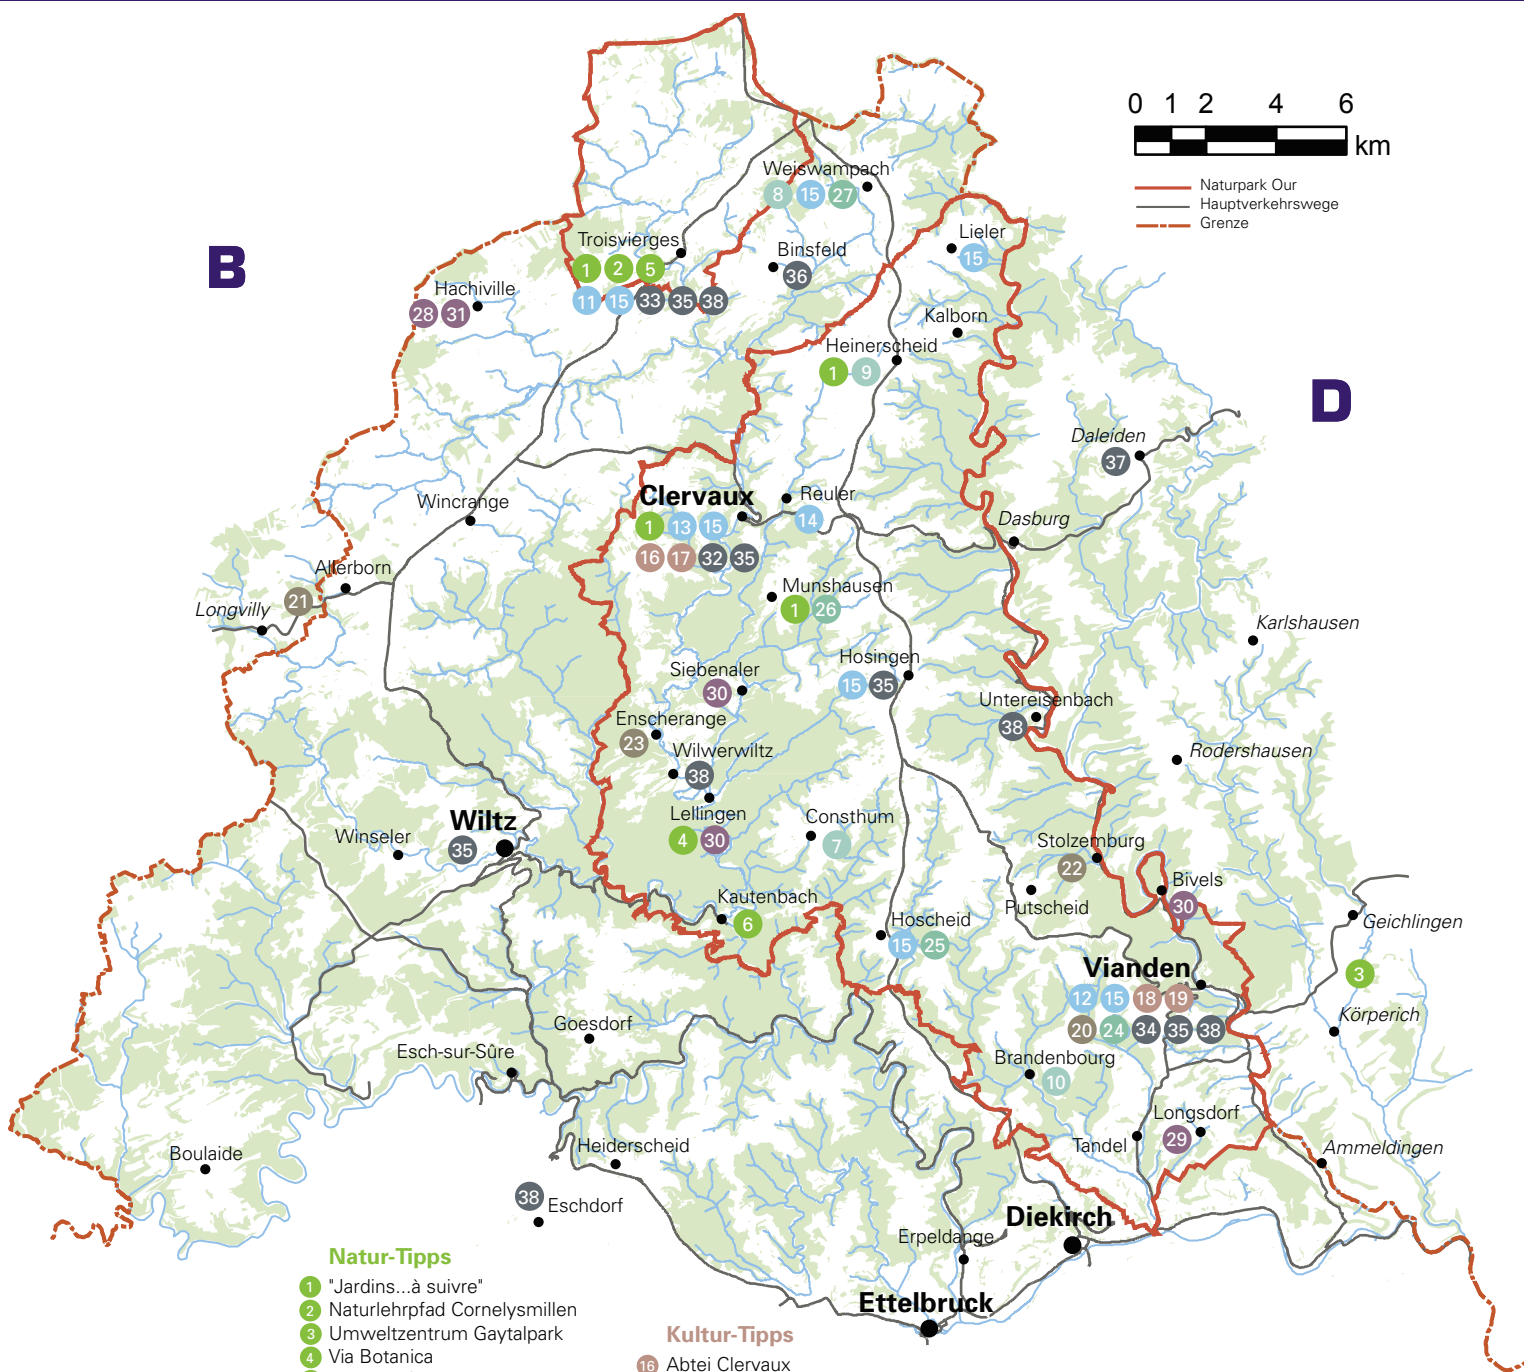 0 1 2 4 6
km
Naturpark Our
Hauptverkehrswege
Grenze
B
D
Weiswampach
8 15 27
Troisvierges
1 2 5
11 15 33 35 38
Binsfeld
36
Lieler
15
Hachiville
28 31
Kalborn
Heinerscheid
1 9
Daleiden
37
Clervaux
1 13 15
16 17 32 35
Reuler
14
Wincrange
Dasburg
Allerborn
21
Longvilly
Munshausen
1 26
Karlshausen
Hosingen
15 35
Siebenaler
30
Untereisenbach
38
Enscherange
23
Wilwerwiltz
38
Rodershausen
Lellingen
4 30
Consthum
7
Wiltz
35
Winseler
Stolzemburg
22
Bivels
30
Putscheid
Kautenbach
6
Hoscheid
15 25
Geichlingen
3
Vianden
12 15 18 19
20 24 34 35 38
Körperich
Goesdorf
Esch-sur-Sûre
Brandenbourg
10
Longsdorf
29
Tandel
Ammeldingen
Heiderscheid
Boulaide
38
Eschdorf
Diekirch
Erpeldange
Ettelbruck
Natur-Tipps
1 "Jardins...à suivre"
2 Naturlehrpfad Cornelysmillen
3 Umweltzentrum Gaytalpark
4 Via Botanica
Kultur-Tipps
16 Abtei Clervaux